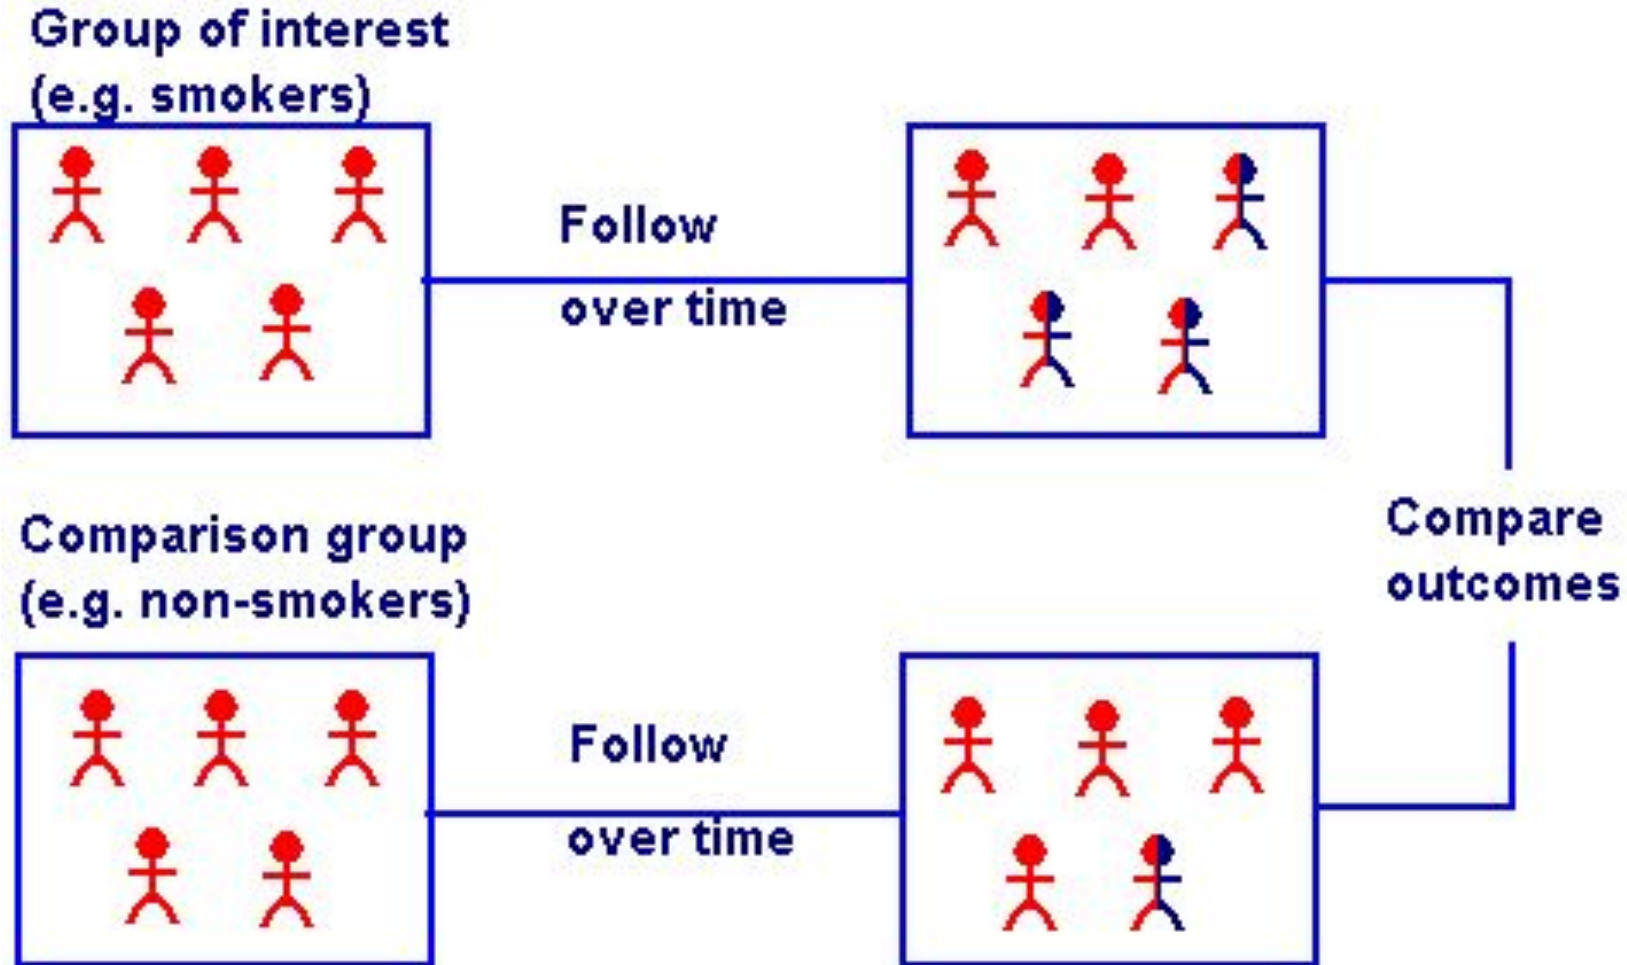 Group of interest
(e.g. smokers)
Follow
over time
Comparison group
(e.g. non-smokers)
Follow
over time
Compare
outcomes